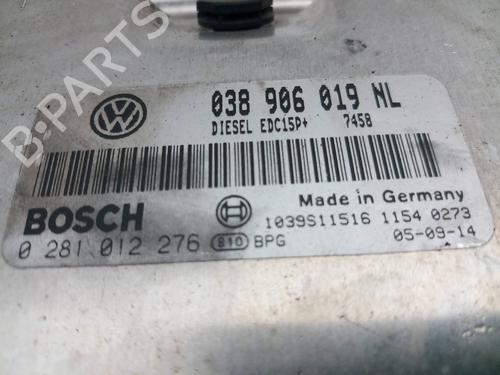 038 906 019 NL
DIESEL EDC15P+ 7458
BOSCH
Made in Germany
1039S11516 1154 0273
0 281 012 276 810 BPG
05-09-14